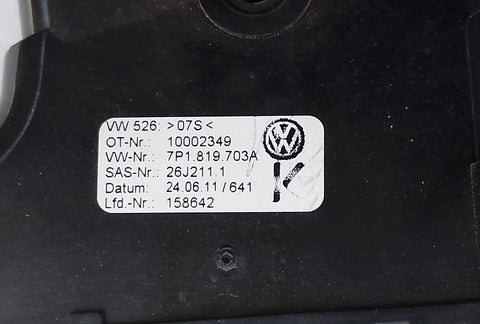 VW 526: >07S<
OT-Nr.: 10002349
VW-Nr.: 7P1.819.703A
SAS-Nr.: 26J211.1
Datum: 24.06.11/641
Lfd.-Nr.: 158642
K